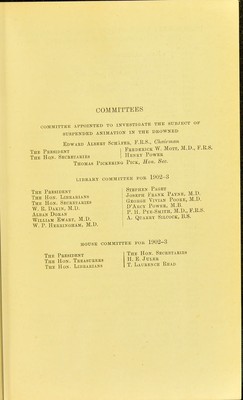 COMMITTEES
COMMITTEE APPOINTED TO INVESTIGATE THE SUBJECT OF
SUSPENDED ANIMATION IN THE DROWNED
EDWARD ALBERT SCHÄFER, F.R.S., Chairman
THE PRESIDENT
THE HON. SECRETARIES
FREDERICK W. MOTT, M.D., F.R.S.
HENRY POWER
THOMAS PICKERING PICK, Hon. Sec.
LIBRARY COMMITTEE FOR 1902-3
THE PRESIDENT
THE HON. LIBRARIANS
THE HON. SECRETARIES
W. R. DAKIN, M.D.
ALBAN DORAN
WILLIAM EWART, M.D.
W. P. HERRINGHAM, M.D.
STEPHEN PAGET
JOSEPH FRANK PAYNE, M.D.
GEORGE VIVIAN POORE, M.D.
D'ARCY POWER, M.B.
P. H. PYE-SMITH, M.D., F.R.S.
A. QUARRY SILCOCK, B.S.
HOUSE COMMITTEE FOR 1902-3
THE PRESIDENT
THE HON. TREASURERS
THE HON. LIBRARIANS
THE HON. SECRETARIES
H. E. JULER
T. LAURENCE READ